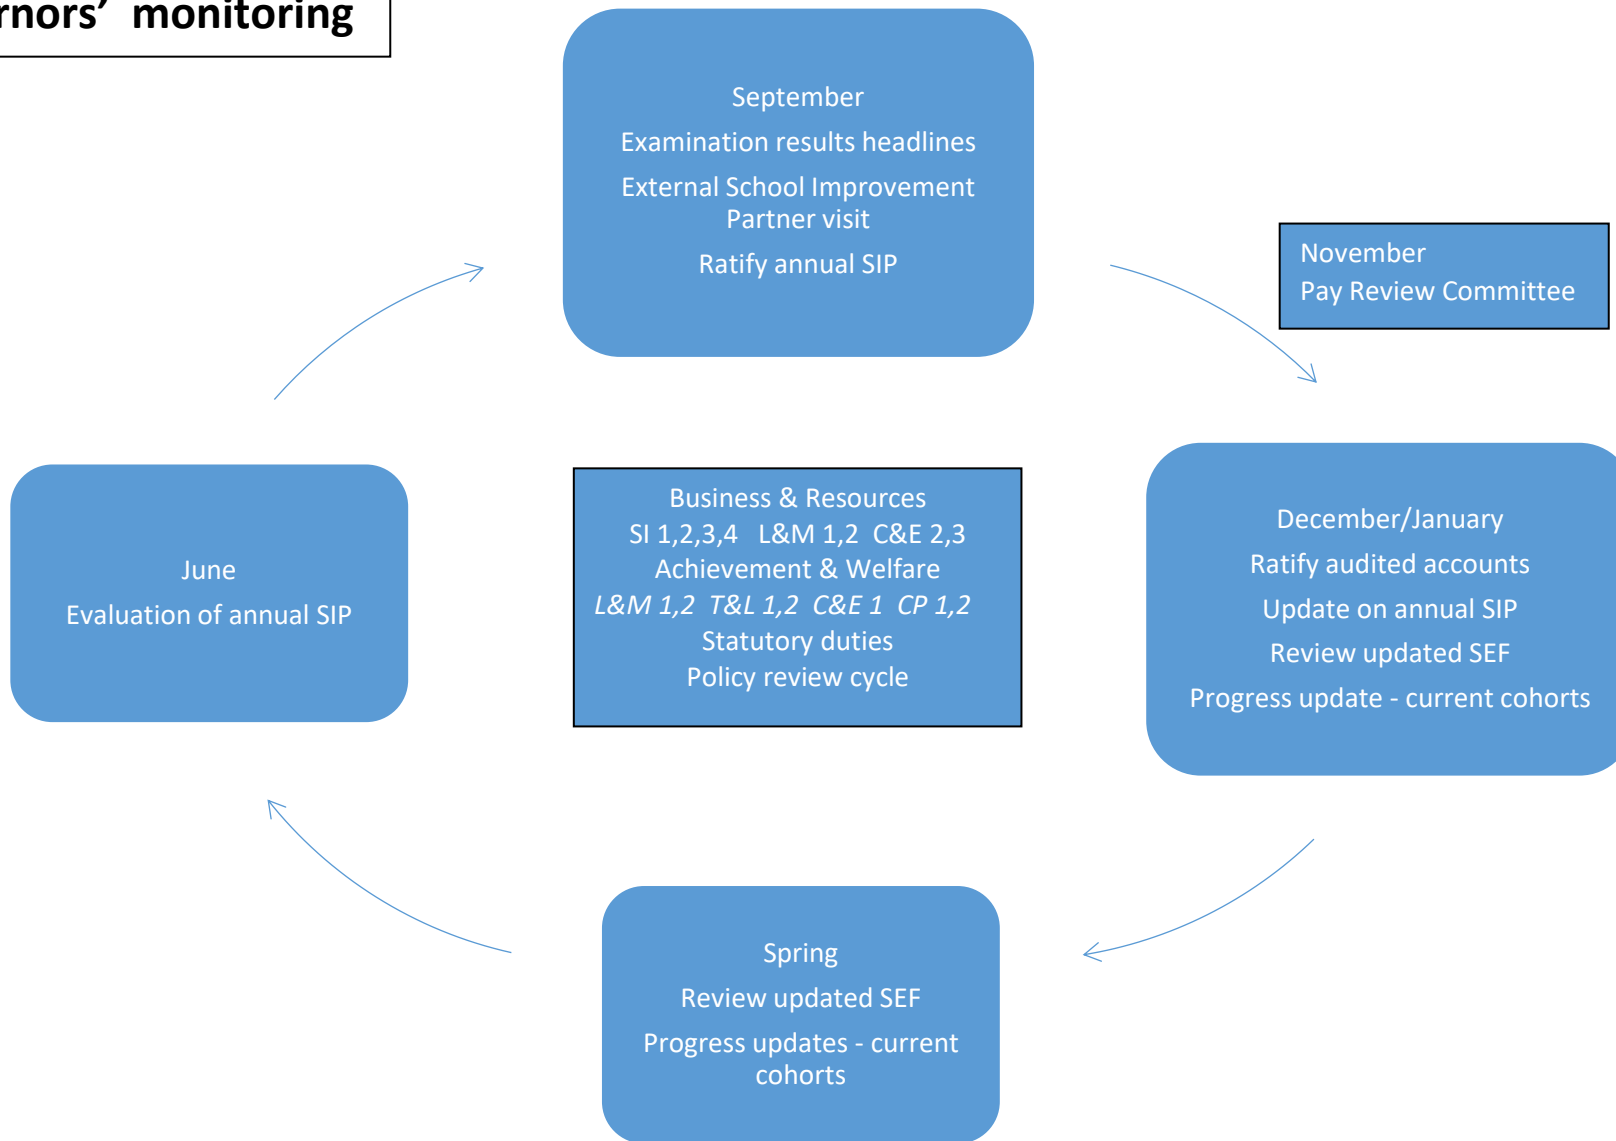 rnors’ monitoring
September
Examination results headlines
External School Improvement
Partner visit
Ratify annual SIP
November
Pay Review Committee
December/January
Ratify audited accounts
Update on annual SIP
Review updated SEF
Progress update - current cohorts
Business & Resources
SI 1,2,3,4 L&M 1,2 C&E 2,3
Achievement & Welfare
L&M 1,2 T&L 1,2 C&E 1 CP 1,2
Statutory duties
Policy review cycle
June
Evaluation of annual SIP
Spring
Review updated SEF
Progress updates - current
cohorts